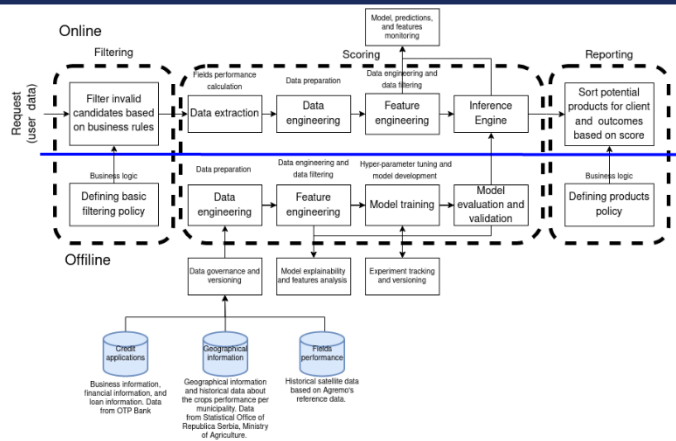 Online
Model, predictions,
and features
monitoring
Filtering
Scoring
Reporting
Fields performance
calculation
Data preparation
Data engineering and
data filtering
Request
(user data)
Filter invalid
candidates based
on business rules
Data extraction
Data
engineering
Feature
engineering
Inference
Engine
Sort potential
products for client
and outcomes
based on score
Business logic
Data preparation
Data engineering and
data filtering
Hyper-parameter tuning and
model development
Business logic
Defining basic
filtering policy
Data
engineering
Feature
engineering
Model training
Model
evaluation and
validation
Defining products
policy
Offiline
Data governance and
versioning
Model explainability
and features analysis
Experiment tracking
and versioning
Credit
applications
Geographical
information
Fields
performance
Business information,
financial information, and
loan information. Data
from OTP Bank
Geographical information
and historical data about
the crops performance per
municipality. Data
from Statistical Office of
Republica Serbia, Ministry
of Agriculture.
Historical satellite data
based on Agremo's
reference data.